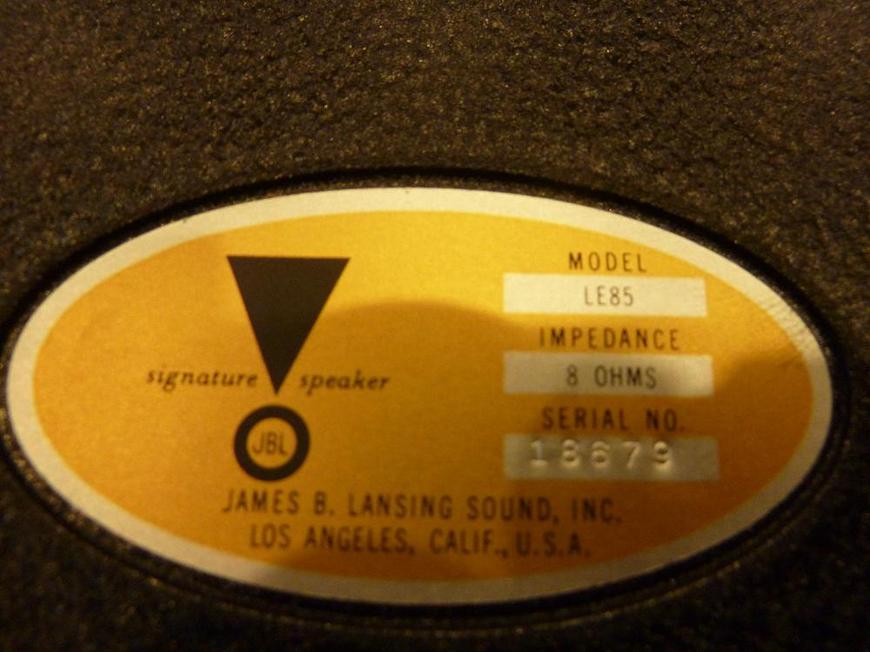 MODEL
LE85
IMPEDANCE
8 OHMS
SERIAL NO.
18679
signature speaker
JBL
JAMES B. LANSING SOUND, INC.
LOS ANGELES, CALIF., U.S.A.